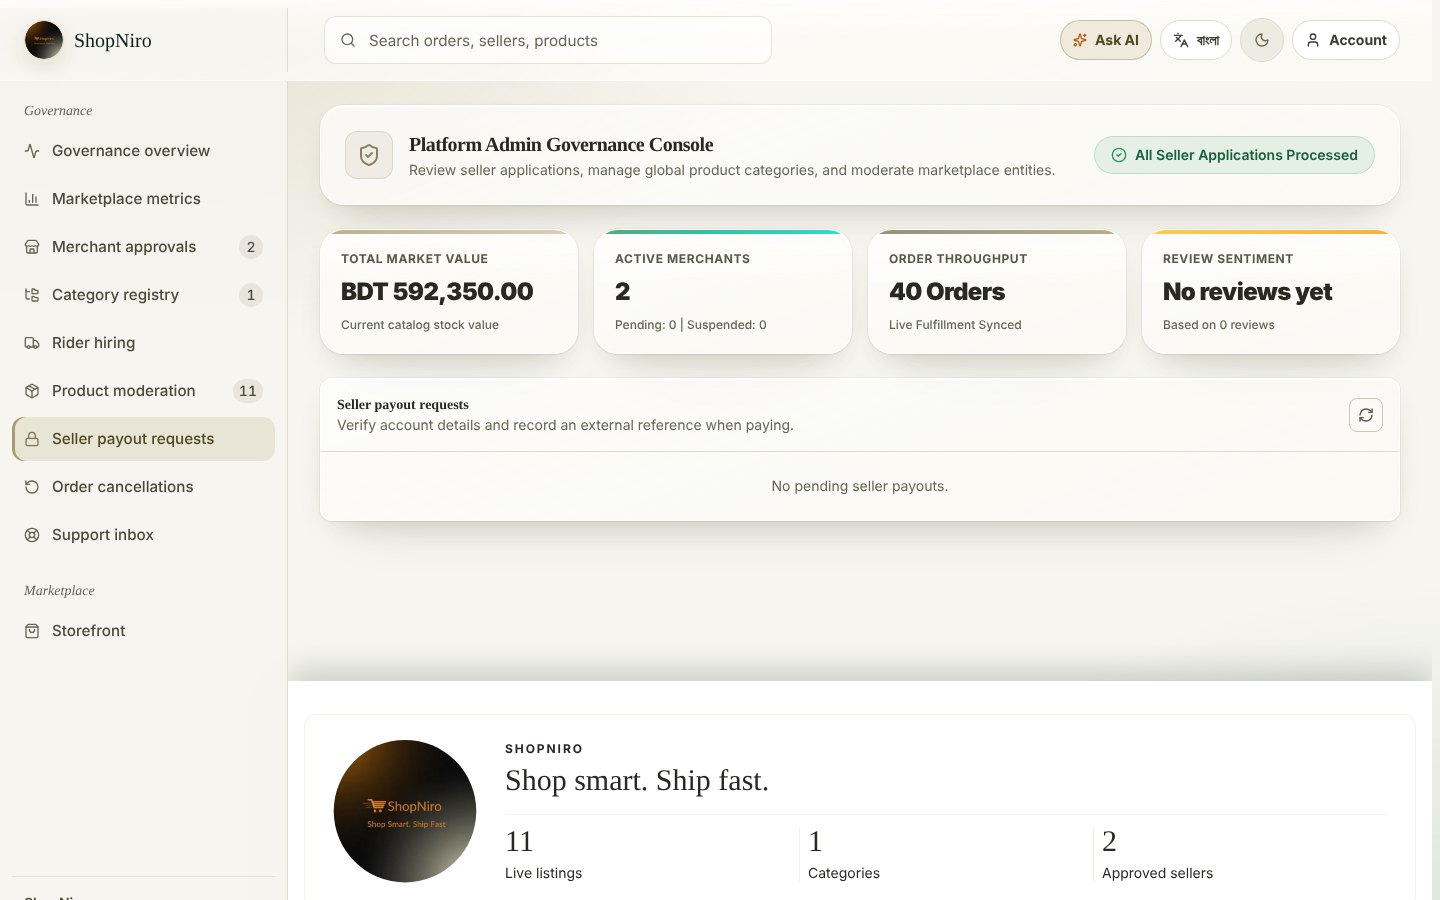 ShopNiro
Search orders, sellers, products
Ask AI
বাংলা
Account
Governance
Governance overview
Marketplace metrics
Merchant approvals 2
Category registry 1
Rider hiring
Product moderation 11
Seller payout requests
Order cancellations
Support inbox
Marketplace
Storefront
Platform Admin Governance Console
Review seller applications, manage global product categories, and moderate marketplace entities.
All Seller Applications Processed
TOTAL MARKET VALUE
BDT 592,350.00
Current catalog stock value
ACTIVE MERCHANTS
2
Pending: 0 | Suspended: 0
ORDER THROUGHPUT
40 Orders
Live Fulfillment Synced
REVIEW SENTIMENT
No reviews yet
Based on 0 reviews
Seller payout requests
Verify account details and record an external reference when paying.
No pending seller payouts.
ShopNiro
Shop Smart. Ship Fast
SHOPNIRO
Shop smart. Ship fast.
11
Live listings
1
Categories
2
Approved sellers